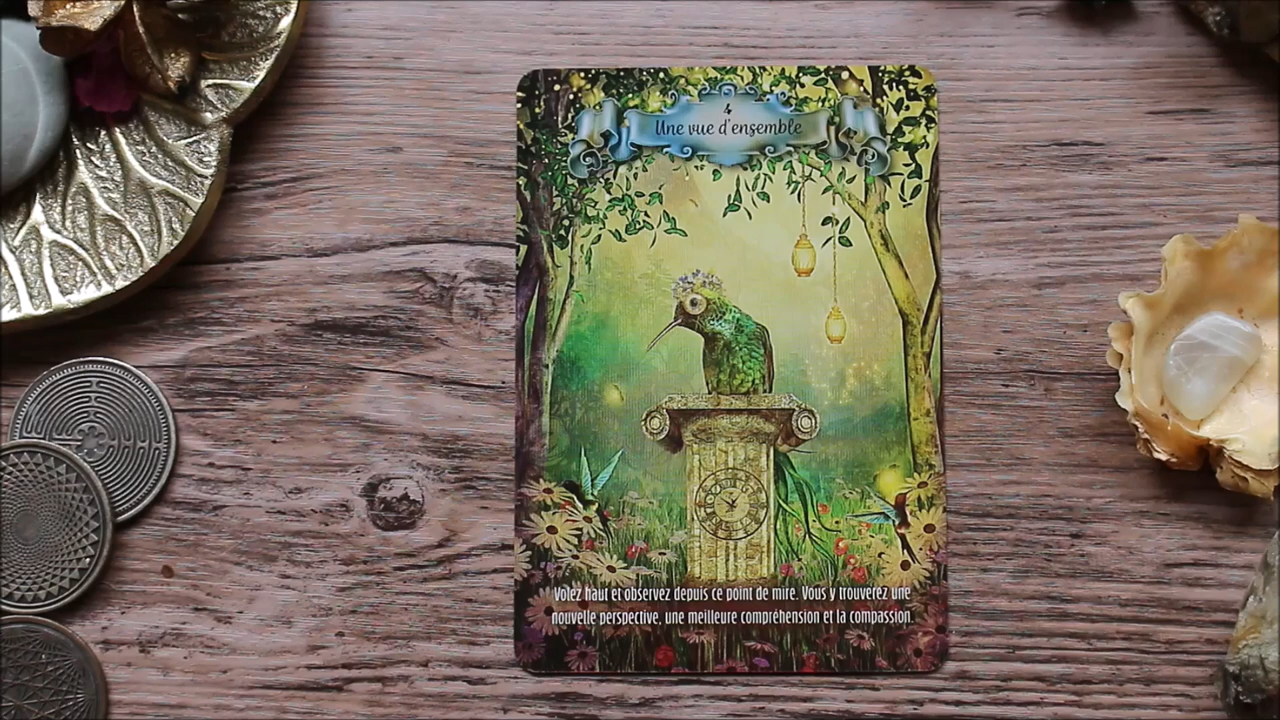 4
Une vue d'ensemble
Volez haut et observez depuis ce point de mire. Vous y trouverez une
nouvelle perspective, une meilleure compréhension et la compassion.